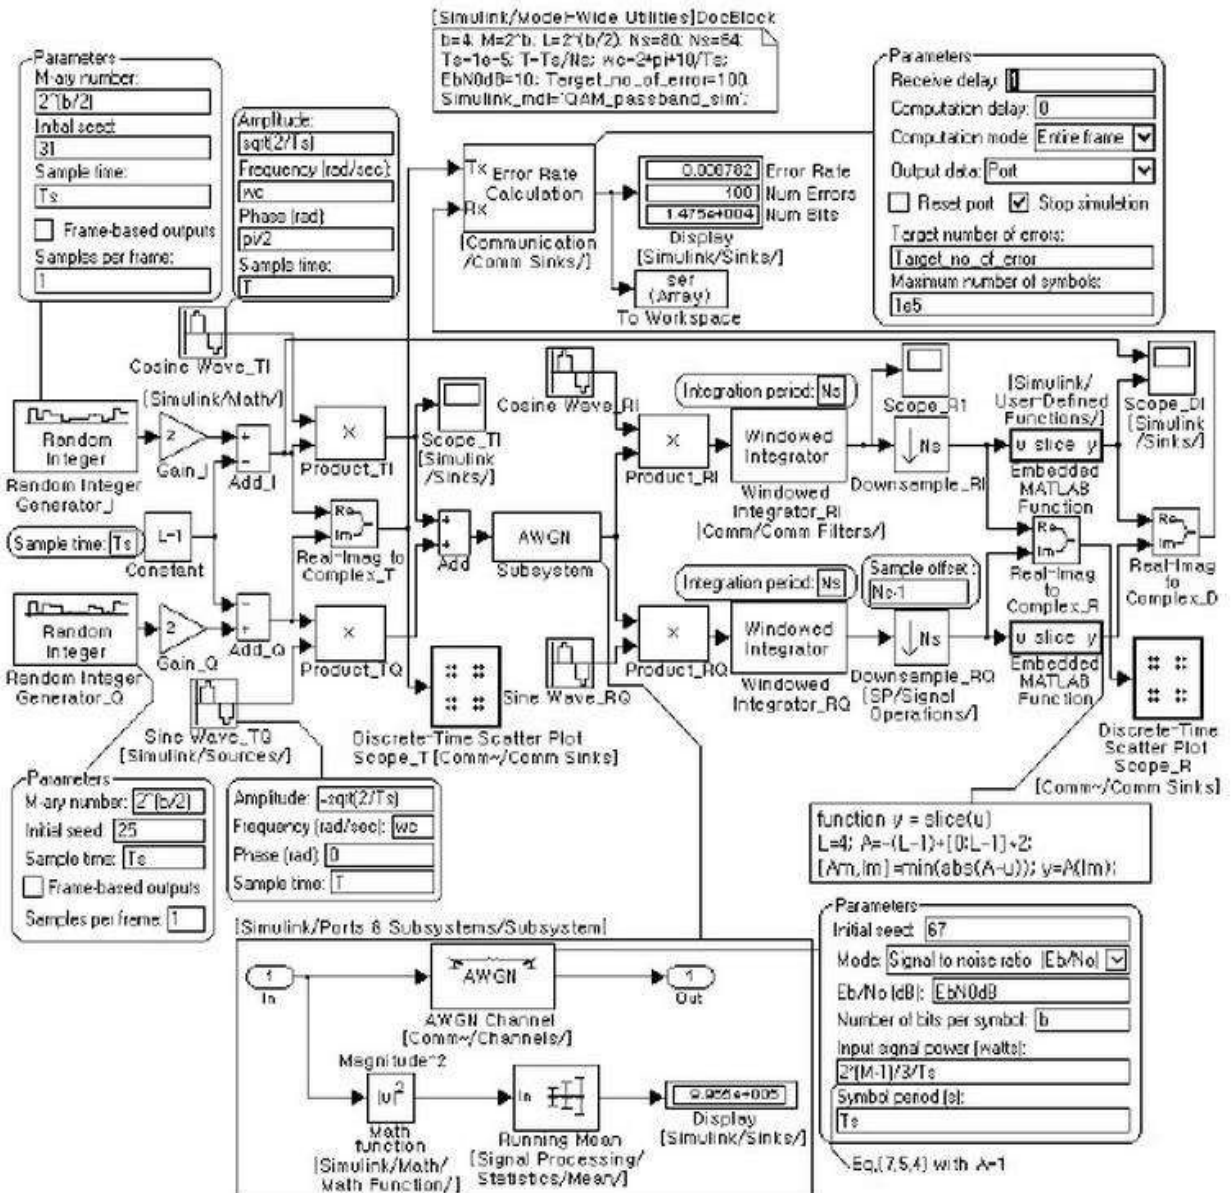 [Simulink/Model-Wide Utilities]DocBlock
b=4; M=2^b; L=2^(b/2); Ns=80; Ns=64;
Ts=1e-5; T=Ts/Ns; wc=2*pi*10/Ts;
EbN0dB=10; Target_no_of_error=100;
Simulink_mdl='QAM_passband_sim';
Parameters
M-ary number:
2^(b/2)
Initial seed:
31
Sample time:
Ts
Frame-based outputs
Samples per frame:
1
Amplitude:
sqrt(2/Ts)
Frequency (rad/sec):
wc
Phase (rad):
pi/2
Sample time:
T
Tx
Rx
Error Rate
Calculation
[Communication
/Comm Sinks/]
0.006782 Error Rate
100 Num Errors
1.475e+004 Num Bits
Display
[Simulink/Sinks/]
ser
(Array)
To Workspace
Parameters
Receive delay: 1
Computation delay: 0
Computation mode: Entire frame
Output data: Port
Reset port
Stop simulation
Target number of errors:
Target_no_of_error
Maximum number of symbols:
1e5
Cosine Wave_TI
[Simulink/Math/]
Random
Integer
Random Integer
Generator_I
2
Gain_I
+
-
Add_I
×
Product_TI
Scope_TI
[Simulink
/Sinks/]
Cosine Wave_RI
×
Product_RI
Integration period: Ns
Windowed
Integrator
Windowed
Integrator_RI
[Comm/Comm Filters/]
Scope_R1
↓Ns
Downsample_RI
[Simulink/
User-Defined
Functions/]
u slice y
Embedded
MATLAB
Function
Scope_DI
[Simulink
/Sinks/]
Sample time: Ts
L-1
Constant
Re
Im
Real-Imag to
Complex_T
+
+
Add
AWGN
Subsystem
Integration period: Ns
Sample offset:
Ns-1
Re
Im
Real-Imag
to
Complex_R
Re
Im
Real-Imag
to
Complex_D
Random
Integer
Random Integer
Generator_Q
2
Gain_Q
-
+
Add_Q
×
Product_TQ
Sine Wave_TQ
[Simulink/Sources/]
Discrete-Time Scatter Plot
Scope_T [Comm~/Comm Sinks]
Sine Wave_RQ
×
Product_RQ
Windowed
Integrator
Windowed
Integrator_RQ
↓Ns
Downsample_RQ
[SP/Signal
Operations/]
u slice y
Embedded
MATLAB
Function
Discrete-Time
Scatter Plot
Scope_R
[Comm~/Comm Sinks]
Parameters
M-ary number: 2^(b/2)
Initial seed: 25
Sample time: Ts
Frame-based outputs
Samples per frame: 1
Amplitude: -sqrt(2/Ts)
Frequency (rad/sec): wc
Phase (rad): 0
Sample time: T
function y = slice(u)
L=4; A=-(L-1)+[0:L-1]*2;
[Am,Im]=min(abs(A-u)); y=A(Im);
[Simulink/Ports & Subsystems/Subsystem]
1
In
AWGN
AWGN Channel
[Comm~/Channels/]
1
Out
Magnitude^2
|u|2
Math
function
[Simulink/Math/
Math Function/]
In
Running Mean
[Signal Processing/
Statistics/Mean/]
9.955e+005
Display
[Simulink/Sinks/]
Parameters
Initial seed: 67
Mode: Signal to noise ratio (Eb/No)
Eb/No (dB): EbN0dB
Number of bits per symbol: b
Input signal power (watts):
2*(M-1)/3/Ts
Symbol period (s):
Ts
Eq.(7.5.4) with A=1